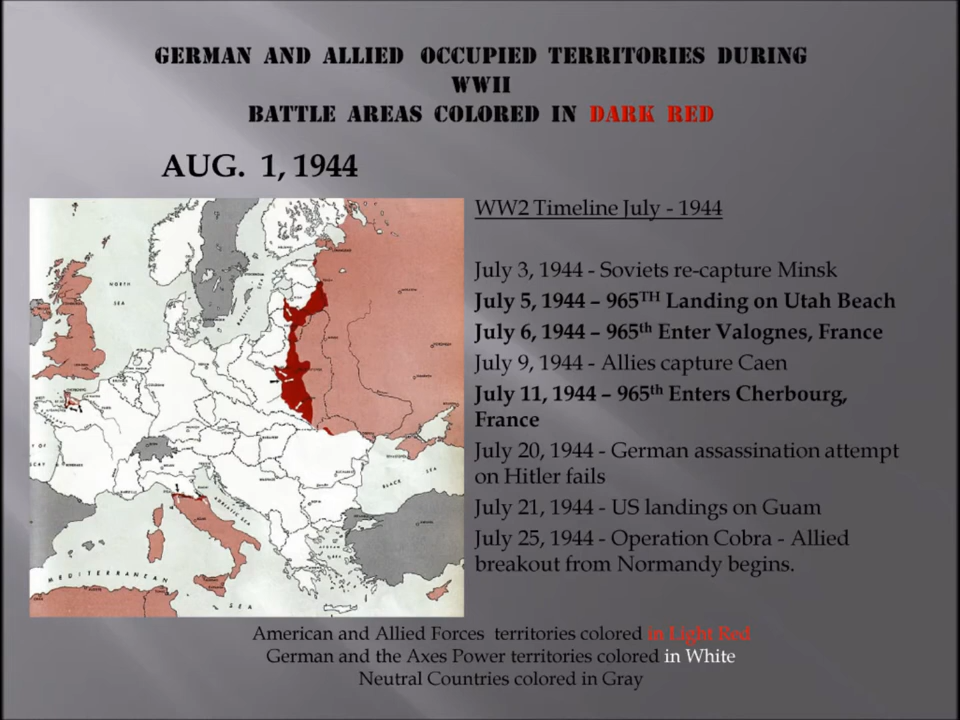 GERMAN AND ALLIED OCCUPIED TERRITORIES DURING
WWII
BATTLE AREAS COLORED IN DARK RED
AUG. 1, 1944
WW2 Timeline July - 1944
July 3, 1944 - Soviets re-capture Minsk
July 5, 1944 – 965TH Landing on Utah Beach
July 6, 1944 – 965th Enter Valognes, France
July 9, 1944 - Allies capture Caen
July 11, 1944 – 965th Enters Cherbourg,
France
July 20, 1944 - German assassination attempt
on Hitler fails
July 21, 1944 - US landings on Guam
July 25, 1944 - Operation Cobra - Allied
breakout from Normandy begins.
NORTH
SEA
BALTIC
BLACK
SEA
ADRIATIC SEA
MEDITERRANEAN
SEA
American and Allied Forces territories colored in Light Red
German and the Axes Power territories colored in White
Neutral Countries colored in Gray